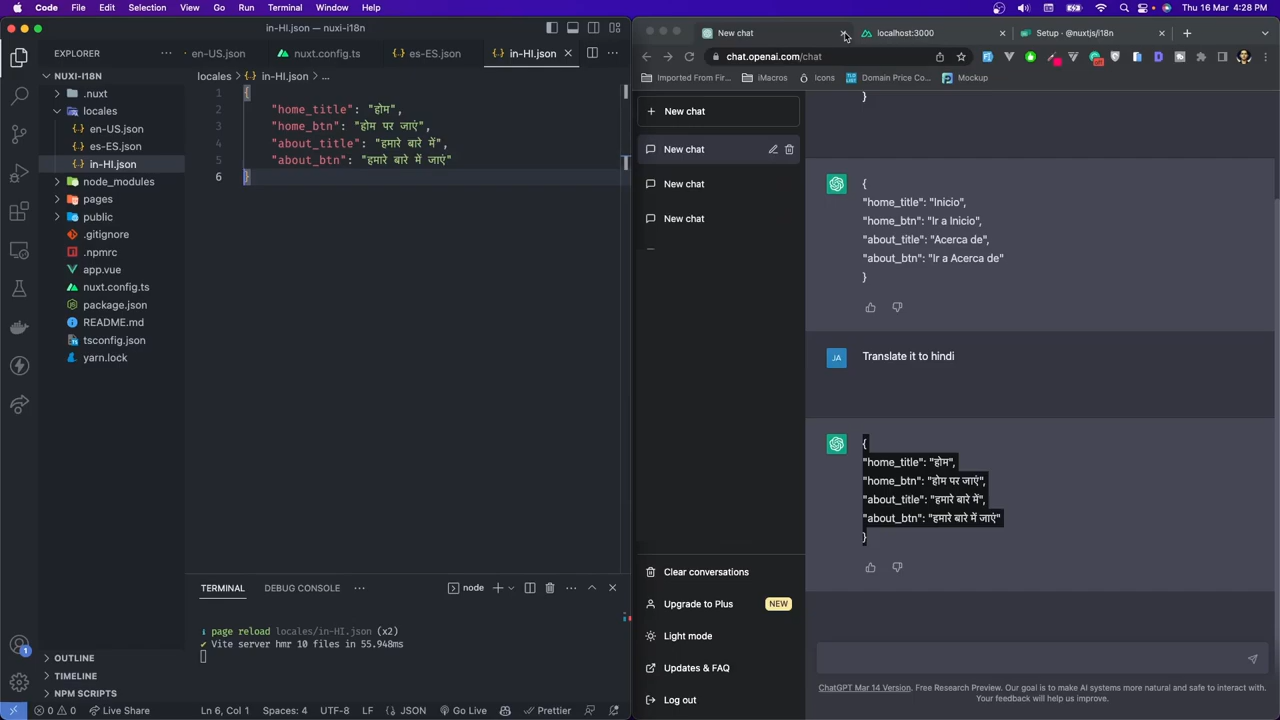 Code File Edit Selection View Go Run Terminal Window Help
Thu 16 Mar 4:28 PM
in-HI.json — nuxi-i18n
EXPLORER
NUXI-I18N
.nuxt
locales
en-US.json
es-ES.json
in-HI.json
node_modules
pages
public
.gitignore
.npmrc
app.vue
nuxt.config.ts
package.json
README.md
tsconfig.json
yarn.lock
OUTLINE
TIMELINE
NPM SCRIPTS
en-US.json nuxt.config.ts es-ES.json in-HI.json
locales > in-HI.json > ...
1 {
2 "home_title": "होम",
3 "home_btn": "होम पर जाएं",
4 "about_title": "हमारे बारे में",
5 "about_btn": "हमारे बारे में जाएं"
6 }
TERMINAL DEBUG CONSOLE node
page reload locales/in-HI.json (x2)
✔ Vite server hmr 10 files in 55.948ms
0 0 Live Share Ln 6, Col 1 Spaces: 4 UTF-8 LF JSON Go Live Prettier
New chat localhost:3000 Setup · @nuxtjs/i18n
chat.openai.com/chat
Imported From Fir... iMacros Icons Domain Price Co... Mockup
New chat
New chat
New chat
New chat
Clear conversations
Upgrade to Plus NEW
Light mode
Updates & FAQ
Log out
}
{
"home_title": "Inicio",
"home_btn": "Ir a Inicio",
"about_title": "Acerca de",
"about_btn": "Ir a Acerca de"
}
JA Translate it to hindi
{
"home_title": "होम",
"home_btn": "होम पर जाएं",
"about_title": "हमारे बारे में",
"about_btn": "हमारे बारे में जाएं"
}
ChatGPT Mar 14 Version. Free Research Preview. Our goal is to make AI systems more natural and safe to interact with.
Your feedback will help us improve.